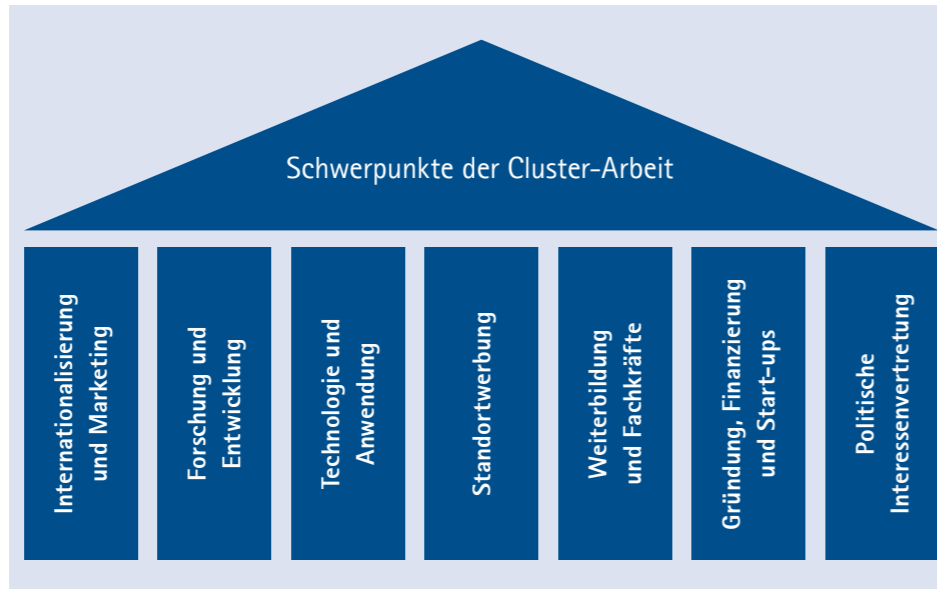 Schwerpunkte der Cluster-Arbeit
Internationalisierung
und Marketing
Forschung und
Entwicklung
Technologie und
Anwendung
Standortwerbung
Weiterbildung
und Fachkräfte
Gründung, Finanzierung
und Start-ups
Politische
Interessenvertretung